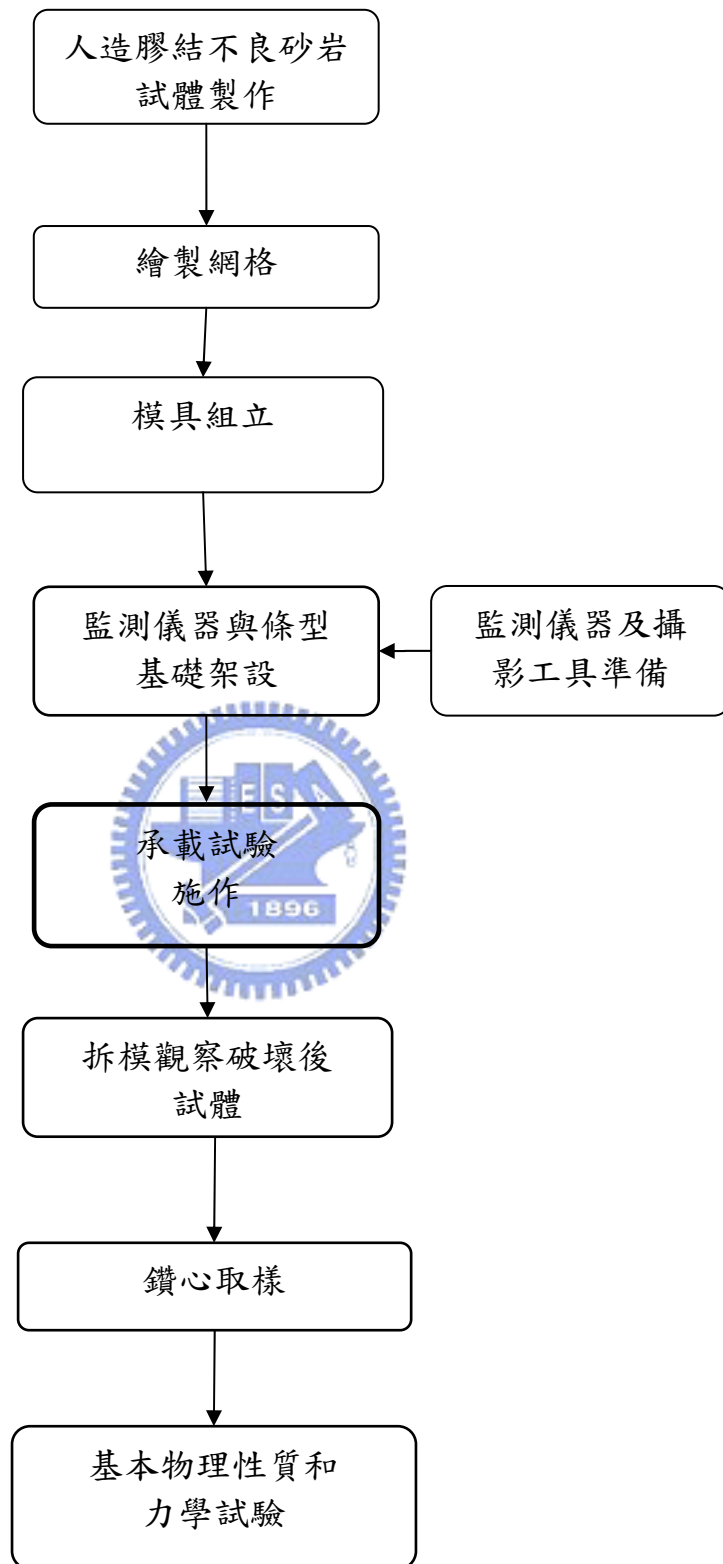 人造膠結不良砂岩
試體製作
繪製網格
模具組立
監測儀器與條型
基礎架設
監測儀器及攝
影工具準備
承載試驗
施作
E S A
1896
拆模觀察破壞後
試體
鑽心取樣
基本物理性質和
力學試驗